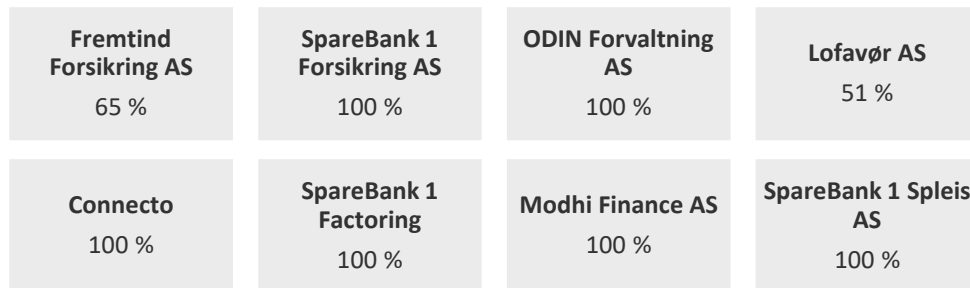 Fremtind
Forsikring AS
65 %
SpareBank 1
Forsikring AS
100 %
ODIN Forvaltning
AS
100 %
Lofavør AS
51 %
Connecto
100 %
SpareBank 1
Factoring
100 %
Modhi Finance AS
100 %
SpareBank 1 Spleis
AS
100 %